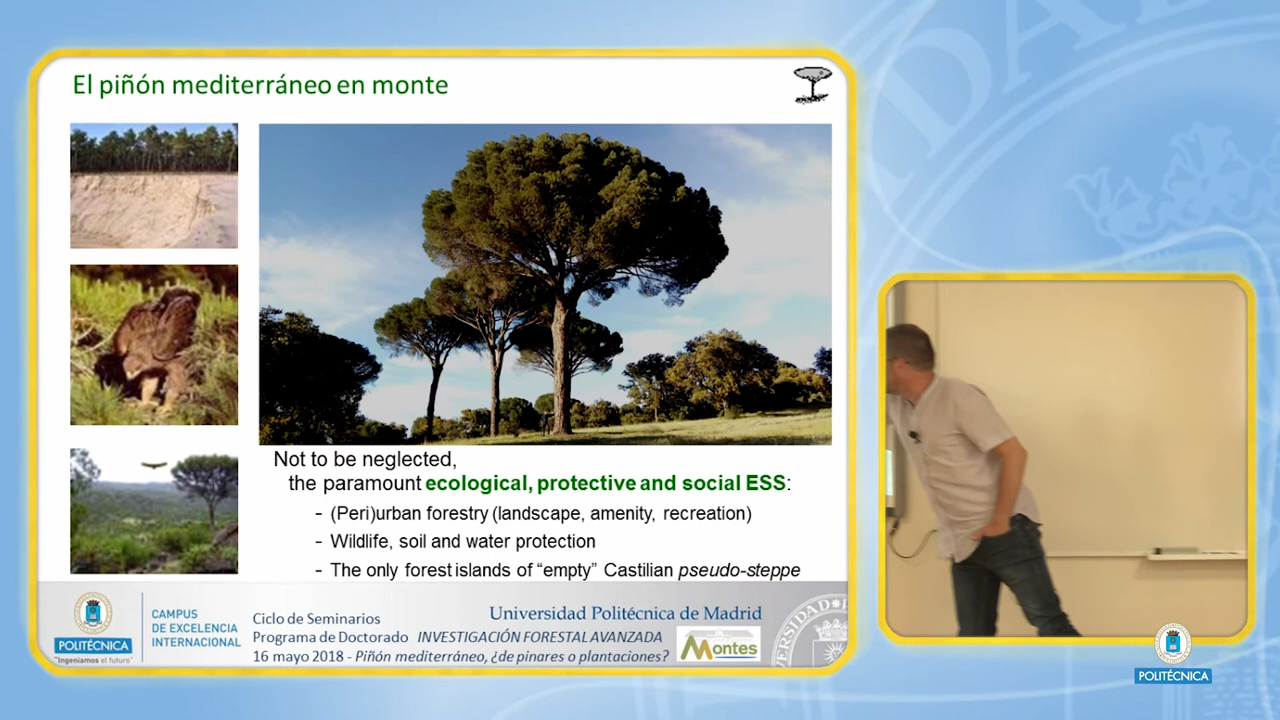 El piñón mediterráneo en monte
Not to be neglected,
the paramount ecological, protective and social ESS:
- (Peri)urban forestry (landscape, amenity, recreation)
- Wildlife, soil and water protection
- The only forest islands of “empty” Castilian pseudo-steppe
POLITÉCNICA
"Ingeniamos el futuro"
CAMPUS
DE EXCELENCIA
INTERNACIONAL
Ciclo de Seminarios
Universidad Politécnica de Madrid
Programa de Doctorado INVESTIGACIÓN FORESTAL AVANZADA
16 mayo 2018 - Piñón mediterráneo, ¿de pinares o plantaciones?
Montes
POLITÉCNICA